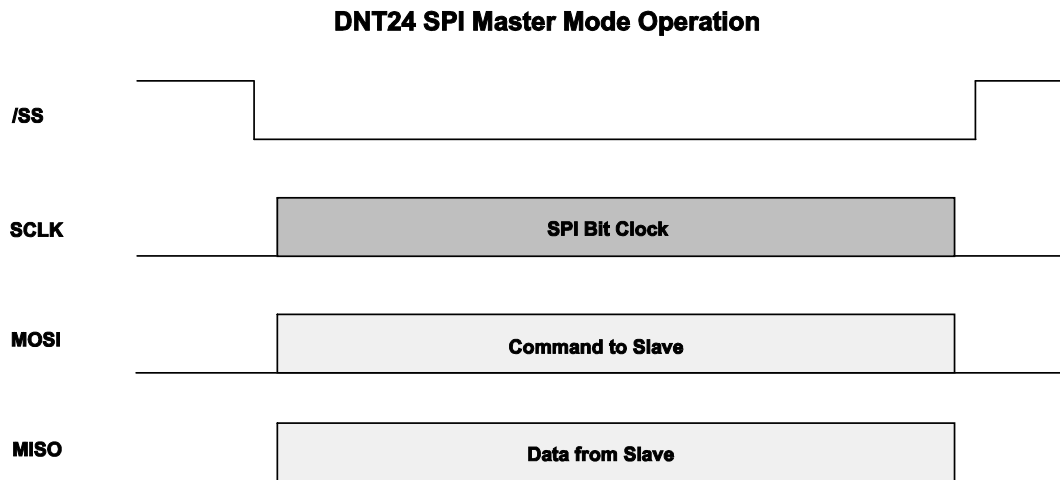 DNT24 SPI Master Mode Operation
/SS
SCLK
SPI Bit Clock
MOSI
Command to Slave
MISO
Data from Slave